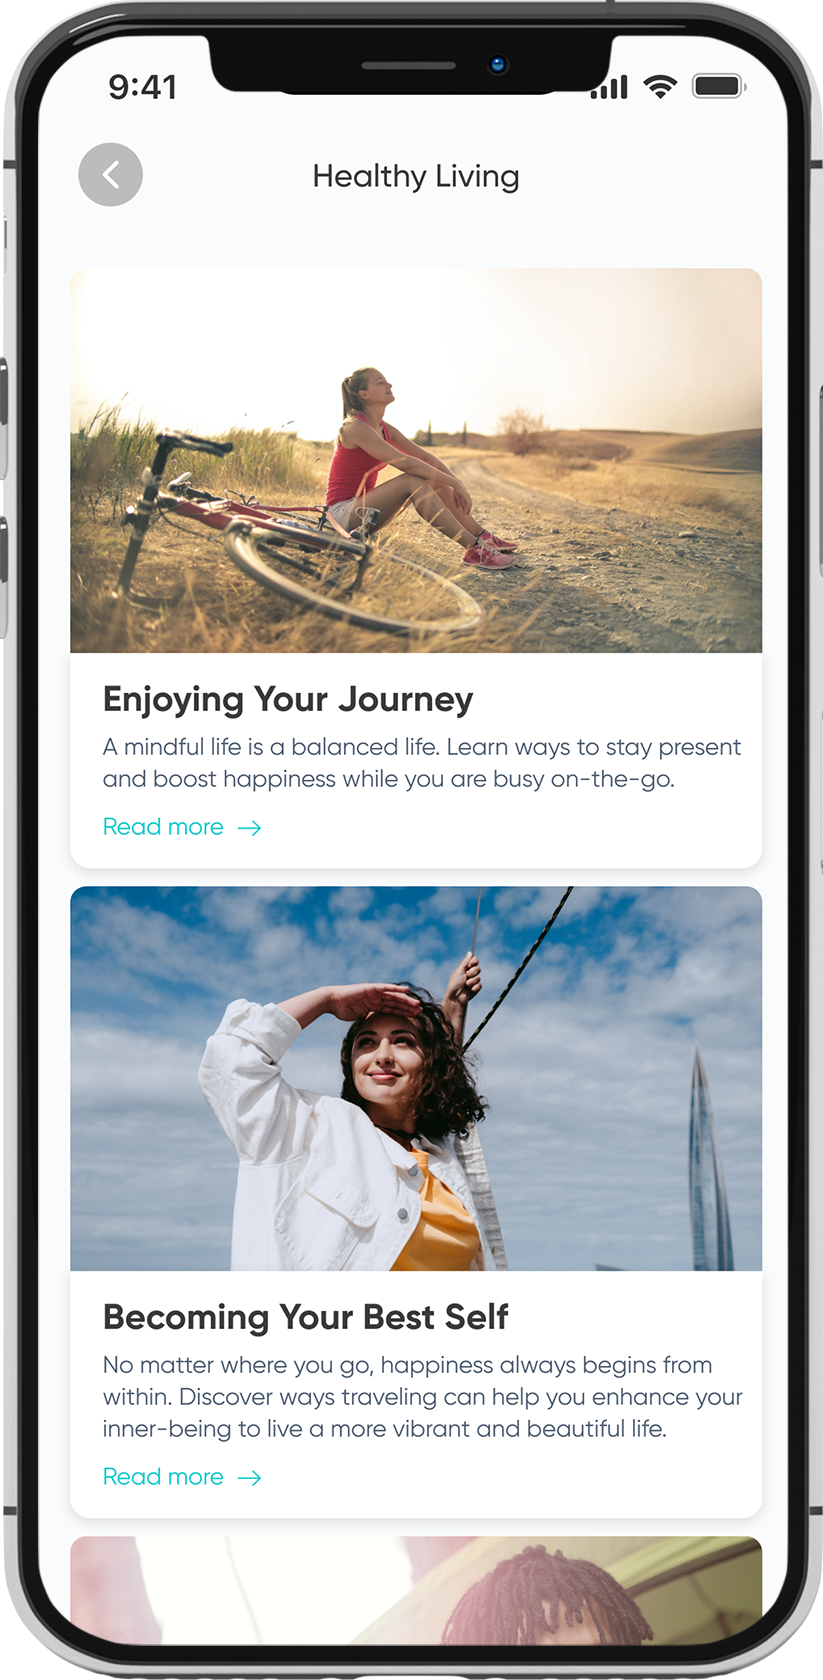 9:41
Healthy Living
Enjoying Your Journey
A mindful life is a balanced life. Learn ways to stay present
and boost happiness while you are busy on-the-go.
Read more →
Becoming Your Best Self
No matter where you go, happiness always begins from
within. Discover ways traveling can help you enhance your
inner-being to live a more vibrant and beautiful life.
Read more →